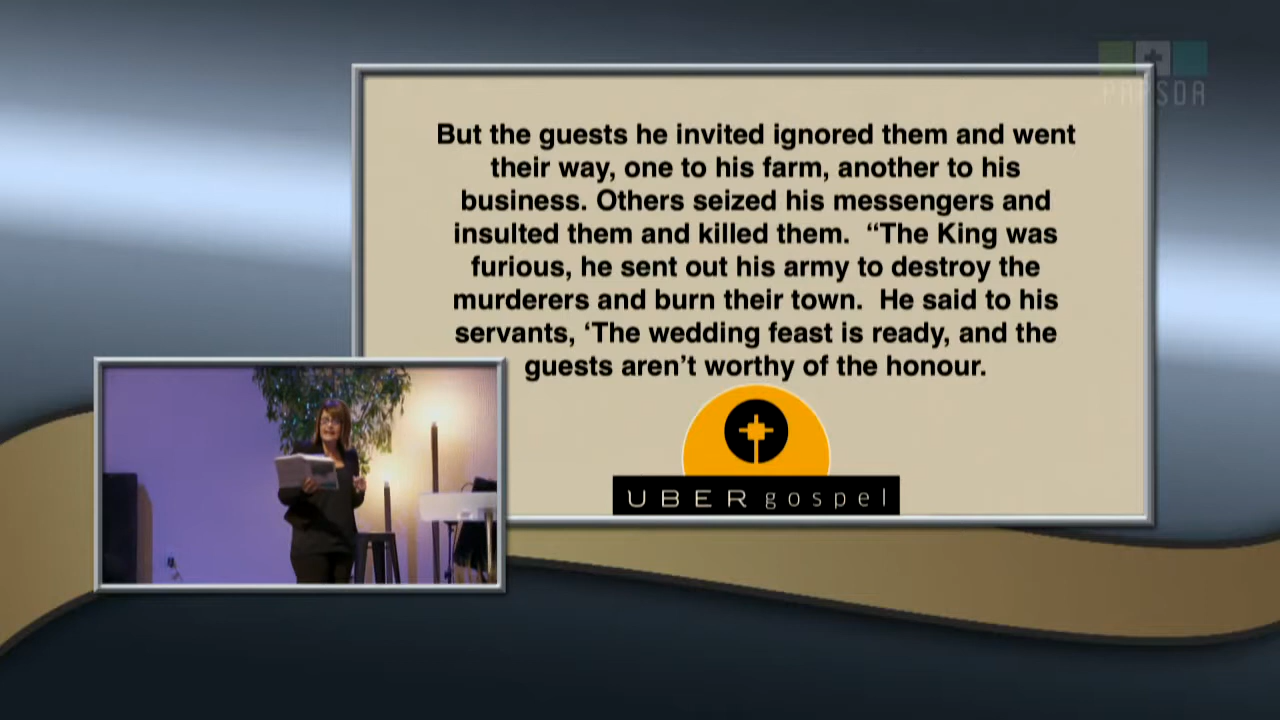 PAPSDA
But the guests he invited ignored them and went
their way, one to his farm, another to his
business. Others seized his messengers and
insulted them and killed them.  “The King was
furious, he sent out his army to destroy the
murderers and burn their town.  He said to his
servants, ‘The wedding feast is ready, and the
guests aren’t worthy of the honour.
UBER gospel